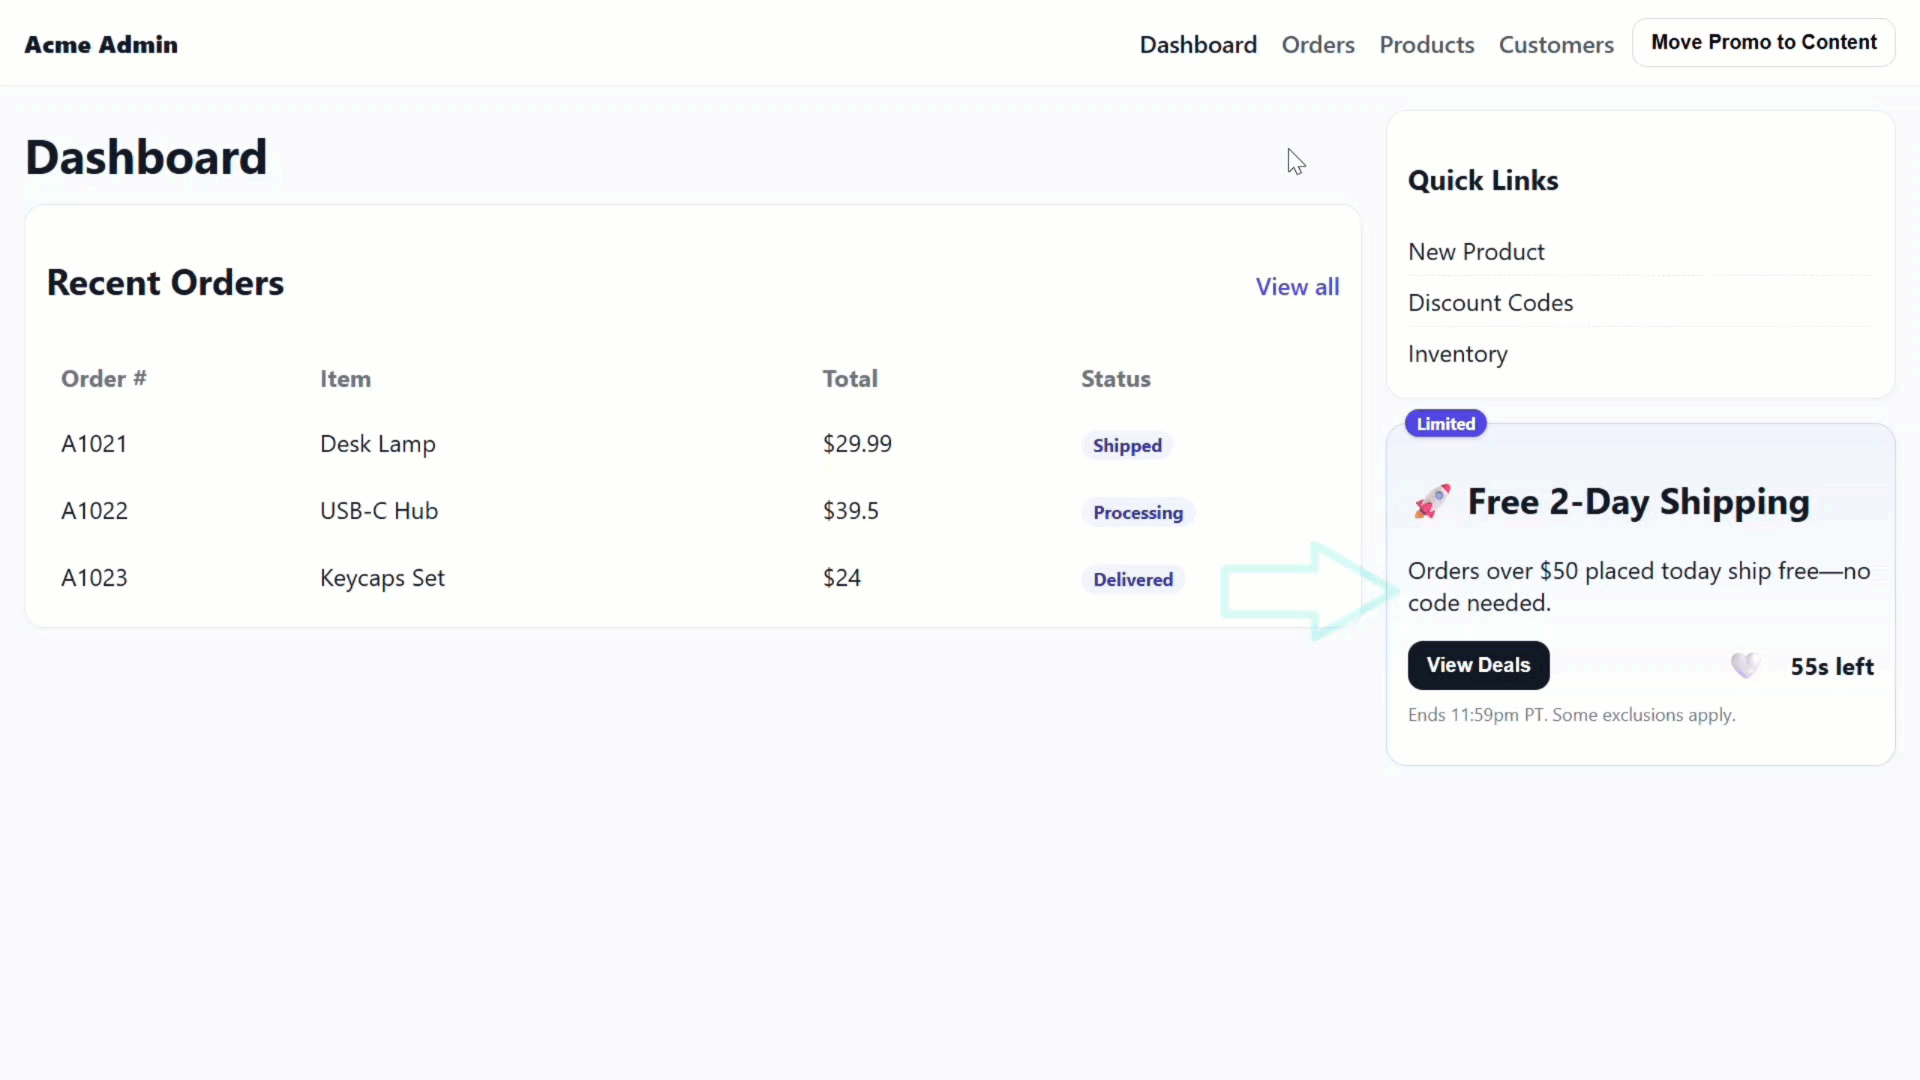 Acme Admin
Dashboard Orders Products Customers Move Promo to Content
Dashboard
Recent Orders
View all
Order # Item Total Status
A1021 Desk Lamp $29.99 Shipped
A1022 USB-C Hub $39.5 Processing
A1023 Keycaps Set $24 Delivered
Quick Links
New Product
Discount Codes
Inventory
Limited
🚀 Free 2-Day Shipping
Orders over $50 placed today ship free—no
code needed.
View Deals 🤍 55s left
Ends 11:59pm PT. Some exclusions apply.